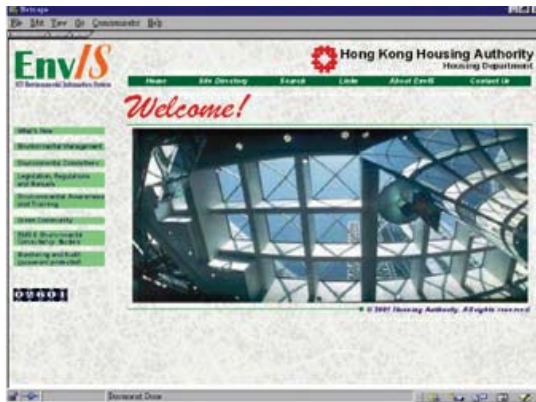 Netscape
File Edit View Go Communicator Help
EnvIS
Hong Kong Housing Authority
Housing Department
Home Site Directory Search Links About EnvIS Contact Us
Welcome!
What's New
Environmental Management
Environmental Committees
Legislation, Regulations
and Manuals
Environmental Awareness
and Training
Green Community
EMS & Environmental
Consultancy Studies
Monitoring and Audit
(password protected)
© 2001 Housing Authority. All rights reserved.
Document: Done